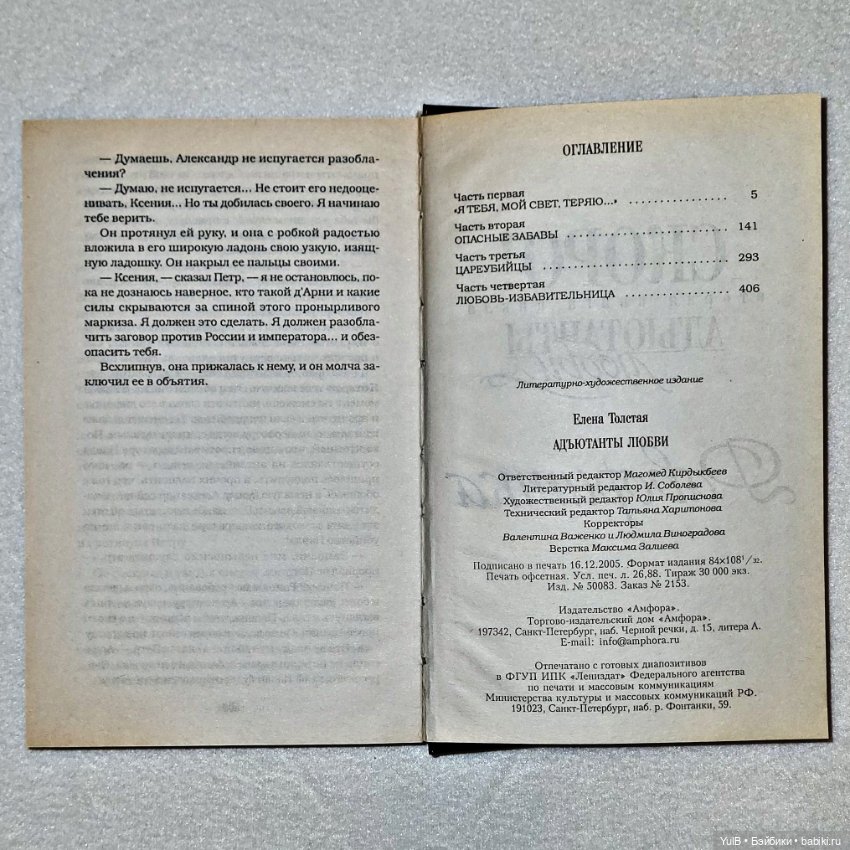 — Думаешь, Александр не испугается разобла-
чения?
— Думаю, не испугается... Не стоит его недооце-
нивать, Ксения... Но ты добилась своего. Я начинаю
тебе верить.
Он протянул ей руку, и она с робкой радостью
вложила в его широкую ладонь свою узкую, изящ-
ную ладошку. Он накрыл ее пальцы своими.
— Ксения, — сказал Петр, — я не остановлюсь, по-
ка не дознаюсь наверное, кто такой д'Арни и какие
силы скрываются за спиной этого пронырливого
маркиза. Я должен это сделать. Я должен разобла-
чить заговор против России и императора... и обез-
опасить тебя.
Всхлипнув, она прижалась к нему, и он молча за-
ключил ее в объятия.
ОГЛАВЛЕНИЕ
Часть первая
«Я ТЕБЯ, МОЙ СВЕТ, ТЕРЯЮ...» . . . . . . . . . . . . . . . 5
Часть вторая
ОПАСНЫЕ ЗАБАВЫ . . . . . . . . . . . . . . . . . . . . . . . 141
Часть третья
ЦАРЕУБИЙЦЫ . . . . . . . . . . . . . . . . . . . . . . . . . . . 293
Часть четвертая
ЛЮБОВЬ-ИЗБАВИТЕЛЬНИЦА . . . . . . . . . . . . . . . 406
Литературно-художественное издание
Елена Толстая
АДЪЮТАНТЫ ЛЮБВИ
Ответственный редактор Магомед Кирдыкбеев
Литературный редактор И. Соболева
Художественный редактор Юлия Прописнова
Технический редактор Татьяна Харитонова
Корректоры
Валентина Важенко и Людмила Виноградова
Верстка Максима Залиева
Подписано в печать 16.12.2005. Формат издания 84×108¹/₃₂.
Печать офсетная. Усл. печ. л. 26,88. Тираж 30 000 экз.
Изд. № 50083. Заказ № 2153.
Издательство «Амфора».
Торгово-издательский дом «Амфора».
197342, Санкт-Петербург, наб. Черной речки, д. 15, литера А.
E-mail: info@amphora.ru
Отпечатано с готовых диапозитивов
в ФГУП ИПК «Лениздат» Федерального агентства
по печати и массовым коммуникациям
Министерства культуры и массовых коммуникаций РФ.
191023, Санкт-Петербург, наб. р. Фонтанки, 59.
YulB • Бэйбики • babiki.ru